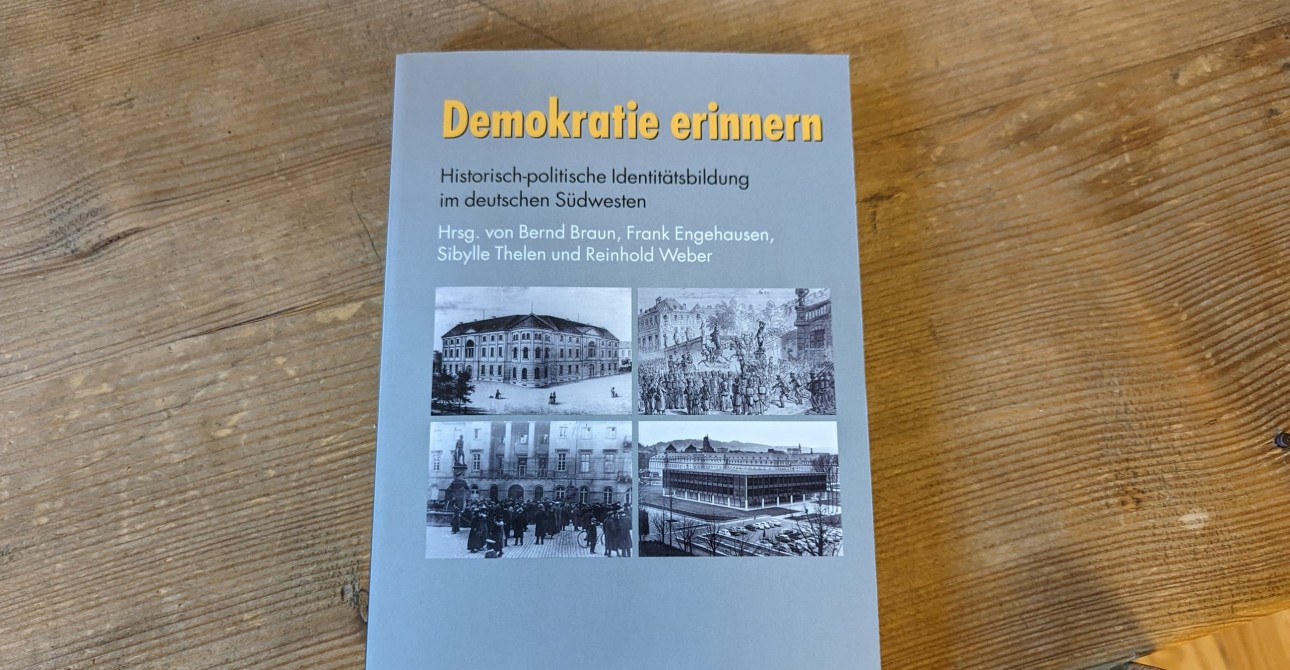 Demokratie erinnern
Historisch-politische Identitätsbildung
im deutschen Südwesten
Hrsg. von Bernd Braun, Frank Engehausen,
Sibylle Thelen und Reinhold Weber